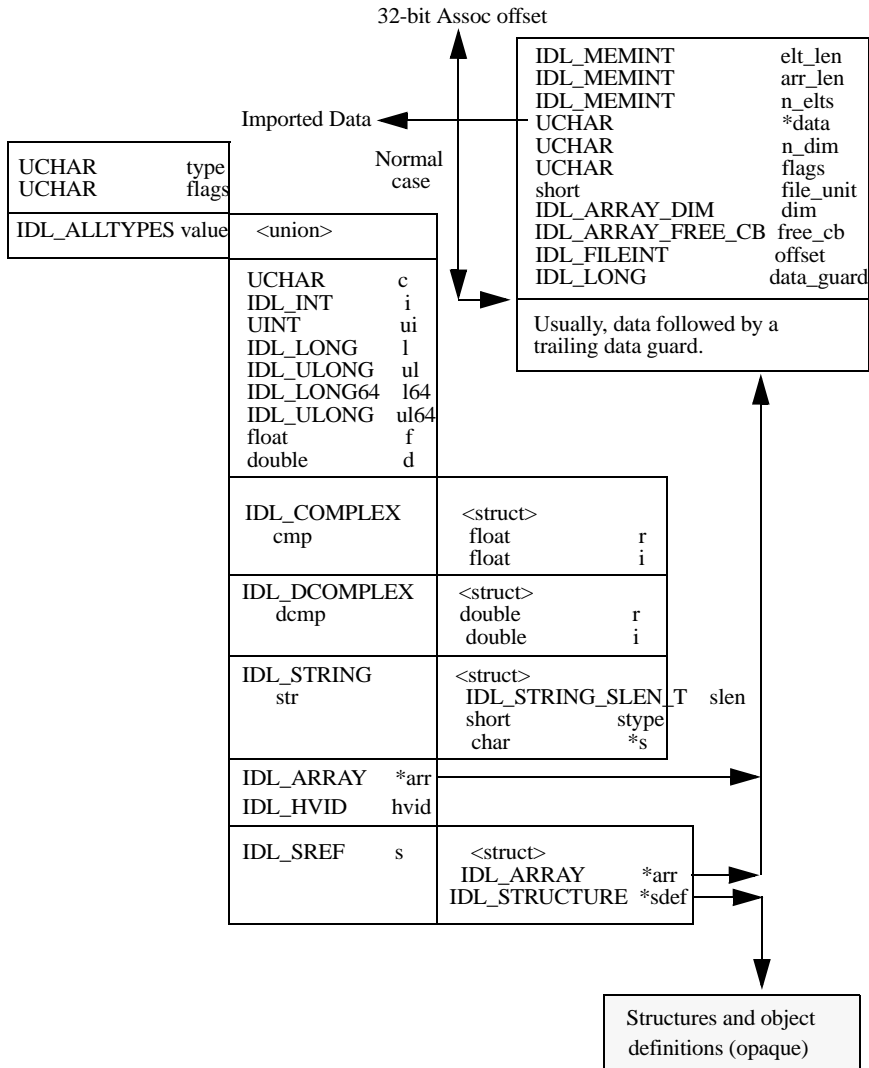 32-bit Assoc offset
IDL_MEMINT elt_len
IDL_MEMINT arr_len
IDL_MEMINT n_elts
UCHAR *data
UCHAR n_dim
UCHAR flags
short file_unit
IDL_ARRAY_DIM dim
IDL_ARRAY_FREE_CB free_cb
IDL_FILEINT offset
IDL_LONG data_guard
Usually, data followed by a
trailing data guard.
Imported Data
Normal
case
UCHAR type
UCHAR flags
IDL_ALLTYPES value
<union>
UCHAR c
IDL_INT i
UINT ui
IDL_LONG l
IDL_ULONG ul
IDL_LONG64 l64
IDL_ULONG ul64
float f
double d
IDL_COMPLEX
cmp
<struct>
float r
float i
IDL_DCOMPLEX
dcmp
<struct>
double r
double i
IDL_STRING
str
<struct>
IDL_STRING_SLEN_T slen
short stype
char *s
IDL_ARRAY *arr
IDL_HVID hvid
IDL_SREF s
<struct>
IDL_ARRAY *arr
IDL_STRUCTURE *sdef
Structures and object
definitions (opaque)